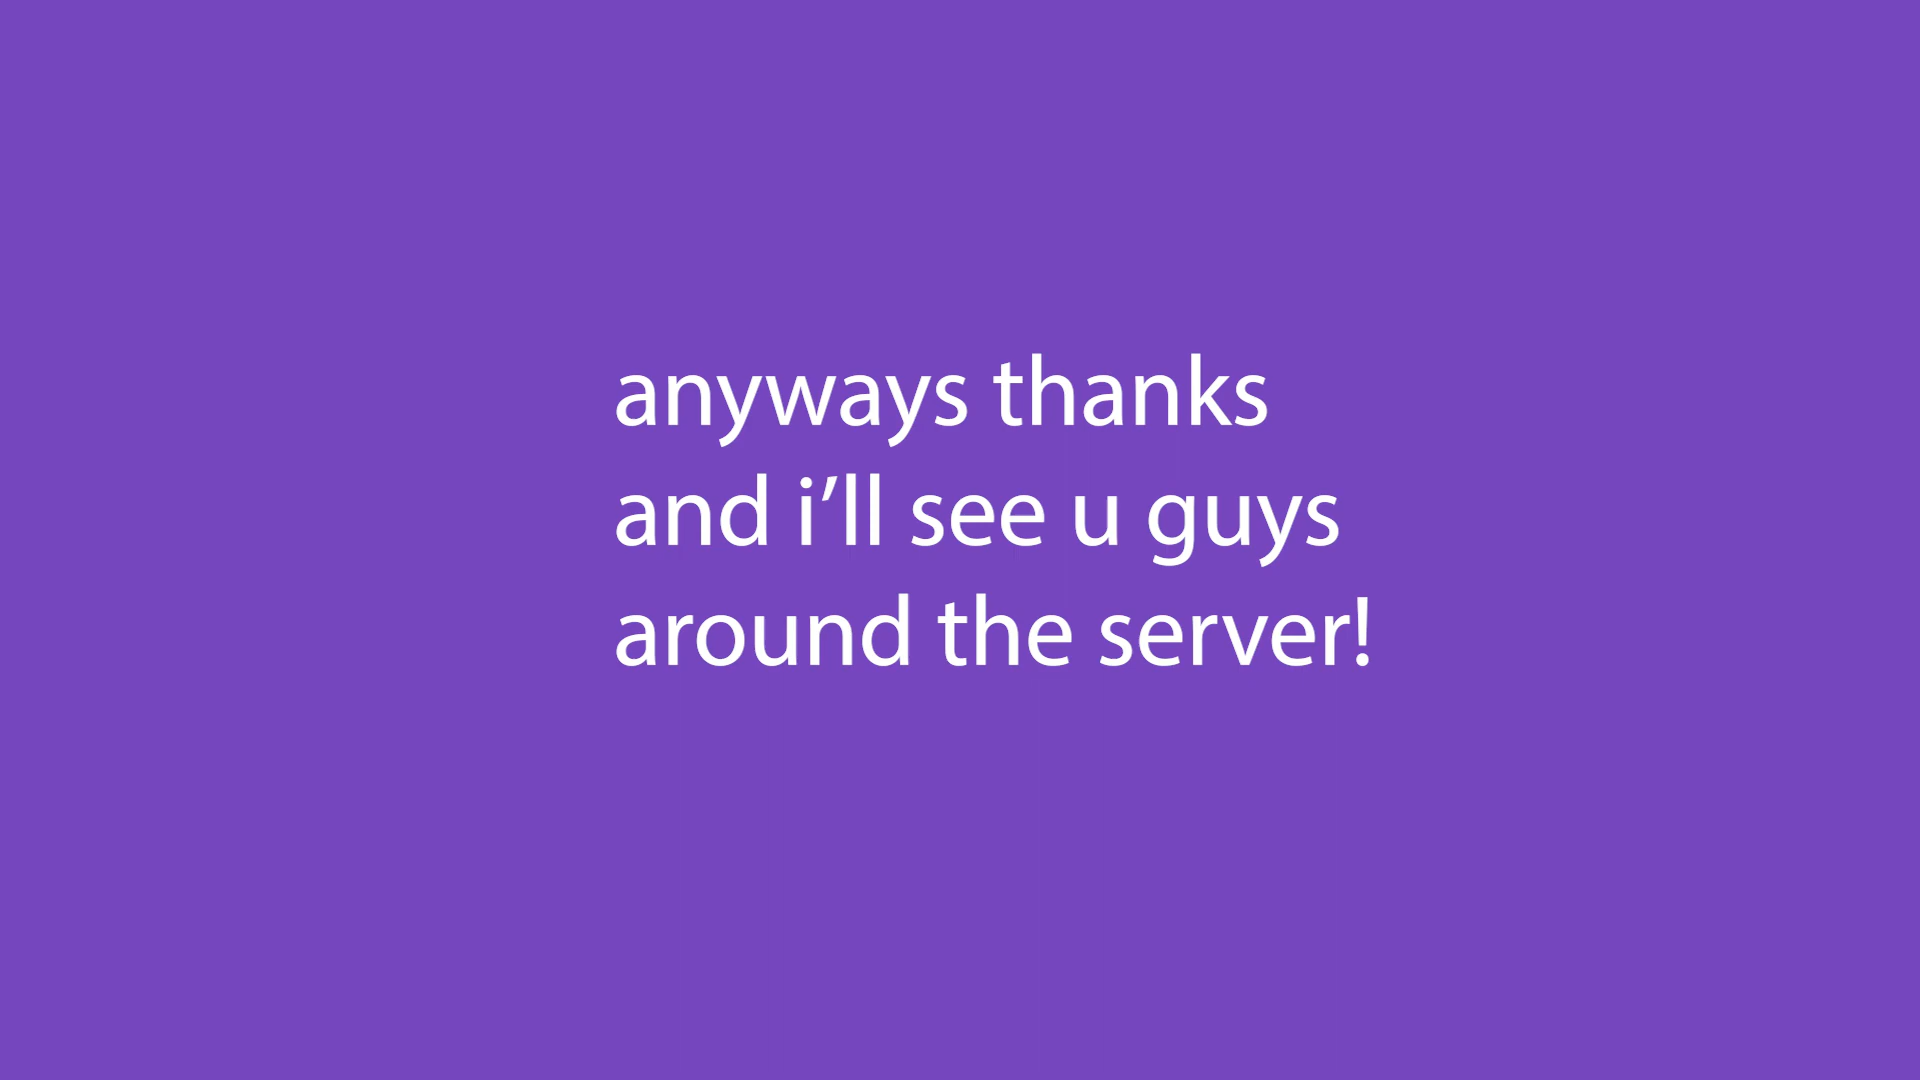 anyways thanks
and i’ll see u guys
around the server!